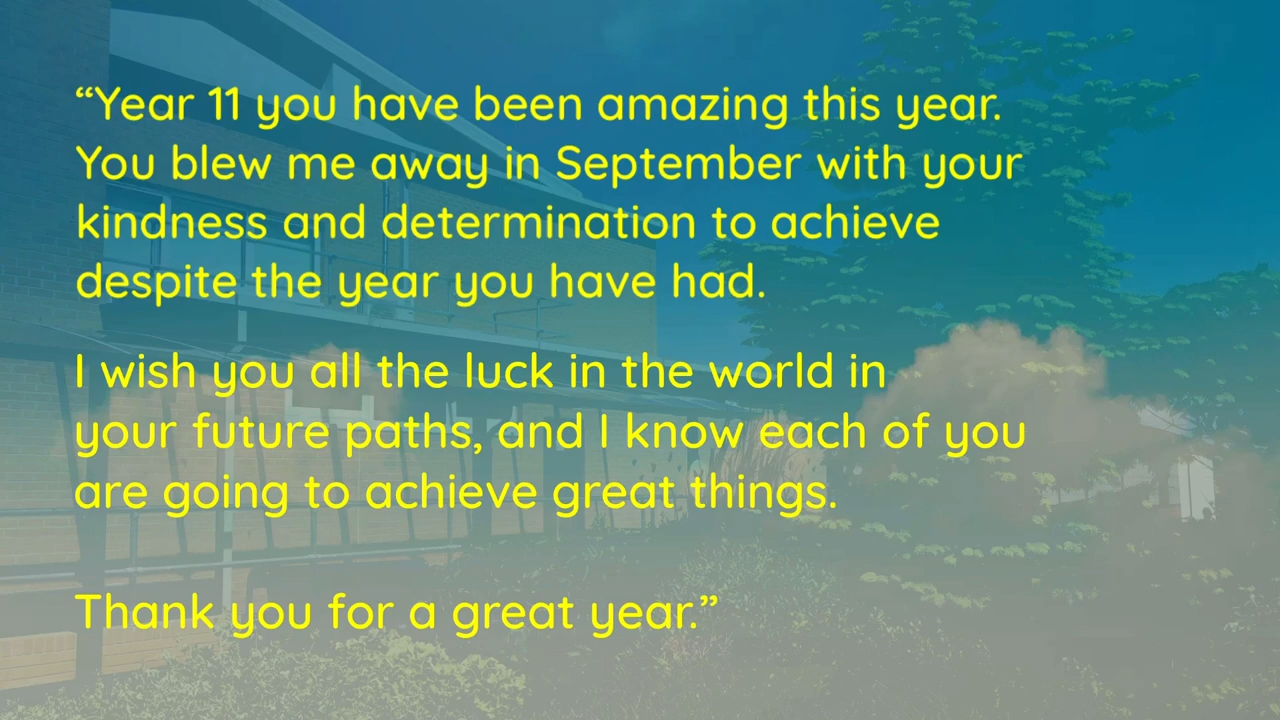 “Year 11 you have been amazing this year.
You blew me away in September with your
kindness and determination to achieve
despite the year you have had.
I wish you all the luck in the world in
your future paths, and I know each of you
are going to achieve great things.
Thank you for a great year.”